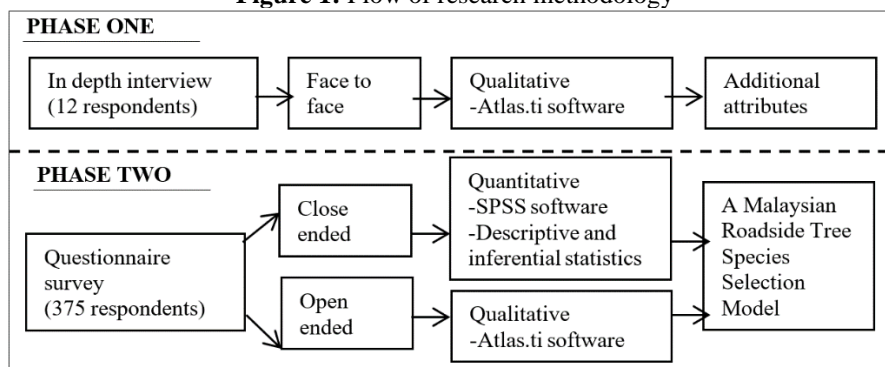 Figure 1. Flow of research methodology
PHASE ONE
In depth interview
(12 respondents)
Face to
face
Qualitative
-Atlas.ti software
Additional
attributes
PHASE TWO
Questionnaire
survey
(375 respondents)
Close
ended
Quantitative
-SPSS software
-Descriptive and
inferential statistics
Open
ended
Qualitative
-Atlas.ti software
A Malaysian
Roadside Tree
Species
Selection
Model